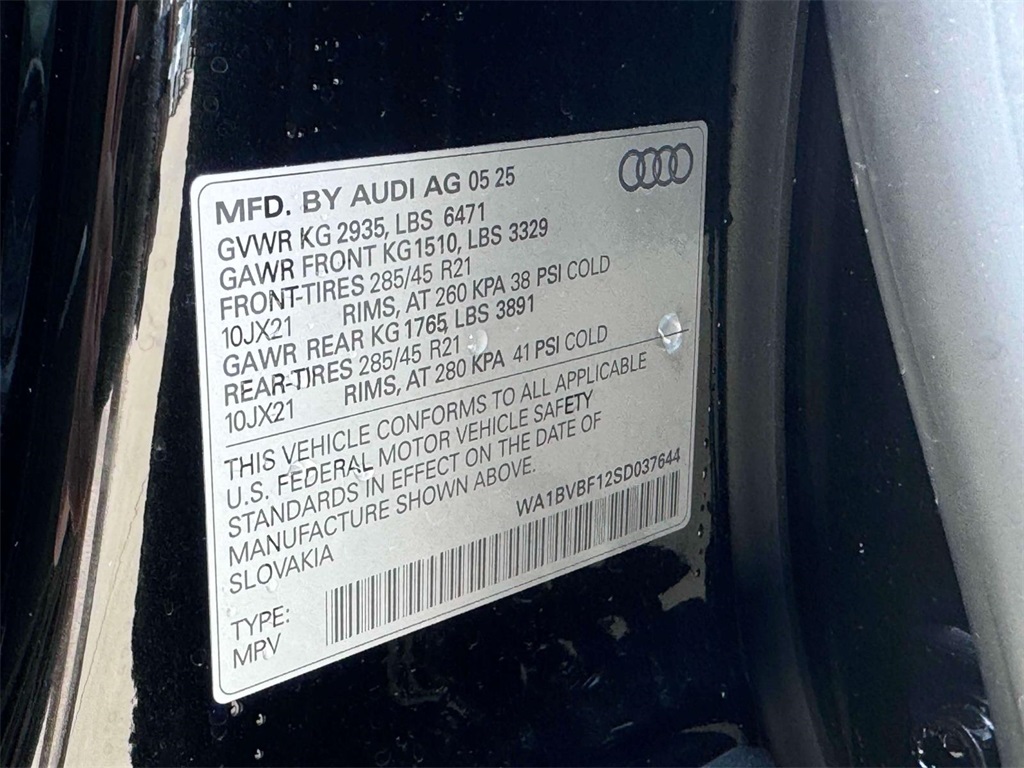 MFD. BY AUDI AG 05 25
GVWR KG 2935, LBS 6471
GAWR FRONT KG1510, LBS 3329
FRONT-TIRES 285/45 R21
10JX21 RIMS, AT 260 KPA 38 PSI COLD
GAWR REAR KG 1765, LBS 3891
REAR-TIRES 285/45 R21
10JX21 RIMS, AT 280 KPA 41 PSI COLD
THIS VEHICLE CONFORMS TO ALL APPLICABLE
U.S. FEDERAL MOTOR VEHICLE SAFETY
STANDARDS IN EFFECT ON THE DATE OF
MANUFACTURE SHOWN ABOVE.
SLOVAKIA
WA1BVBF12SD037644
TYPE:
MPV